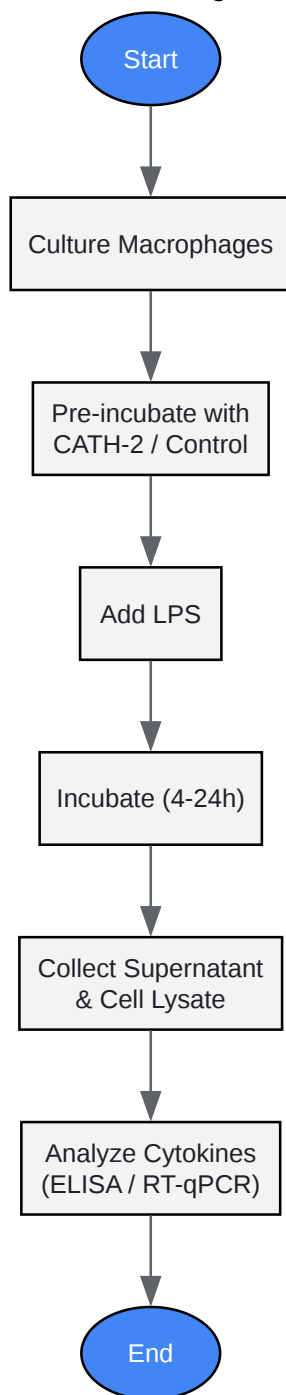 Start
Culture Macrophages
Pre-incubate with
CATH-2 / Control
Add LPS
Incubate (4-24h)
Collect Supernatant
& Cell Lysate
Analyze Cytokines
(ELISA / RT-qPCR)
End